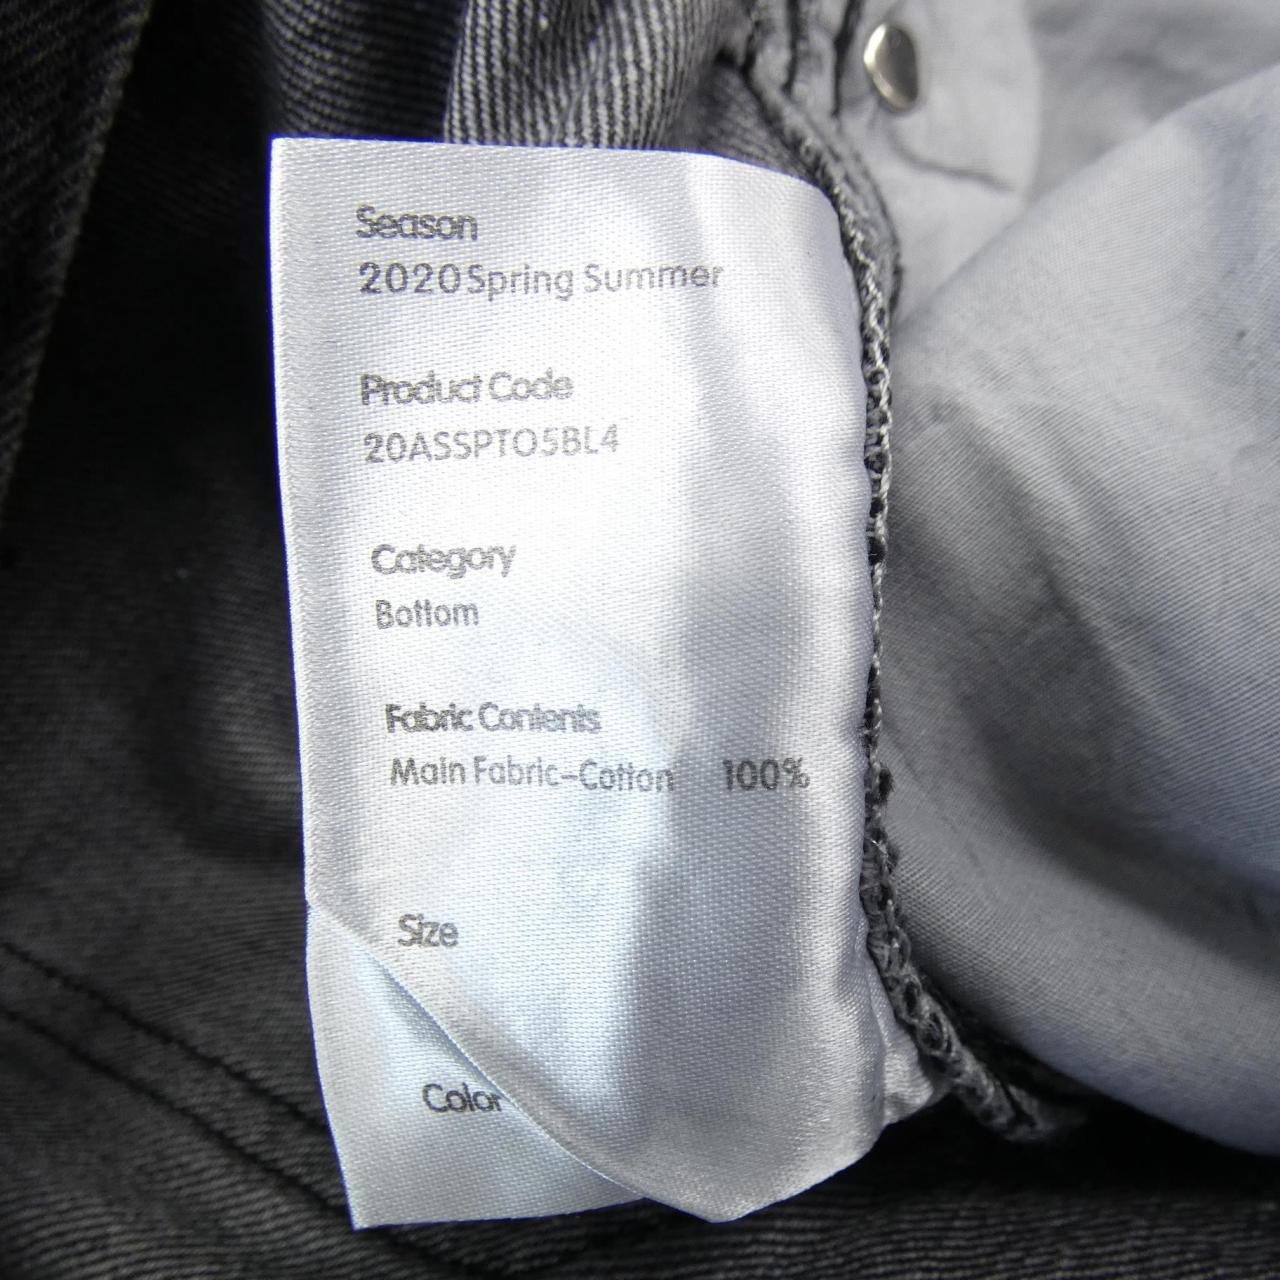 Season
2020 Spring Summer
Product Code
20ASSPTO5BL4
Category
Bottom
Fabric Contents
Main Fabric-Cotton 100%
Size
Color